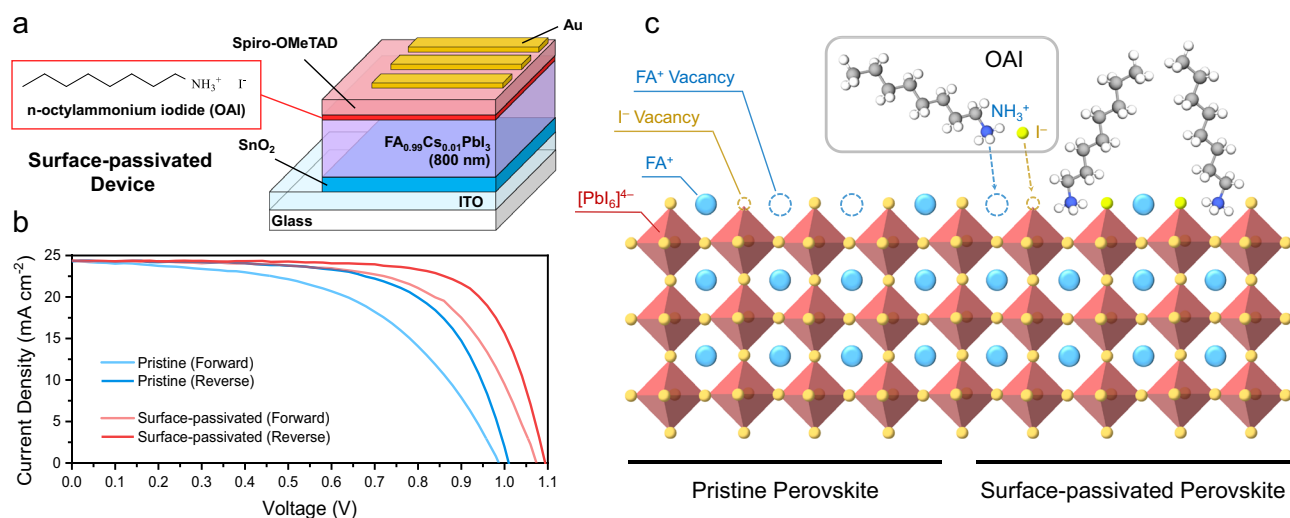 a
Au
Spiro-OMeTAD
NH₃⁺ I⁻
n-octylammonium iodide (OAI)
SnO₂
FA₀.₉₉Cs₀.₀₁PbI₃
(800 nm)
Surface-passivated
Device
ITO
Glass
b
Current Density (mA cm⁻²)
25
20
15
10
5
0
Pristine (Forward)
Pristine (Reverse)
Surface-passivated (Forward)
Surface-passivated (Reverse)
0.0 0.1 0.2 0.3 0.4 0.5 0.6 0.7 0.8 0.9 1.0 1.1
Voltage (V)
c
OAI
NH₃⁺
I⁻
FA⁺ Vacancy
I⁻ Vacancy
FA⁺
[PbI₆]⁴⁻
Pristine Perovskite
Surface-passivated Perovskite